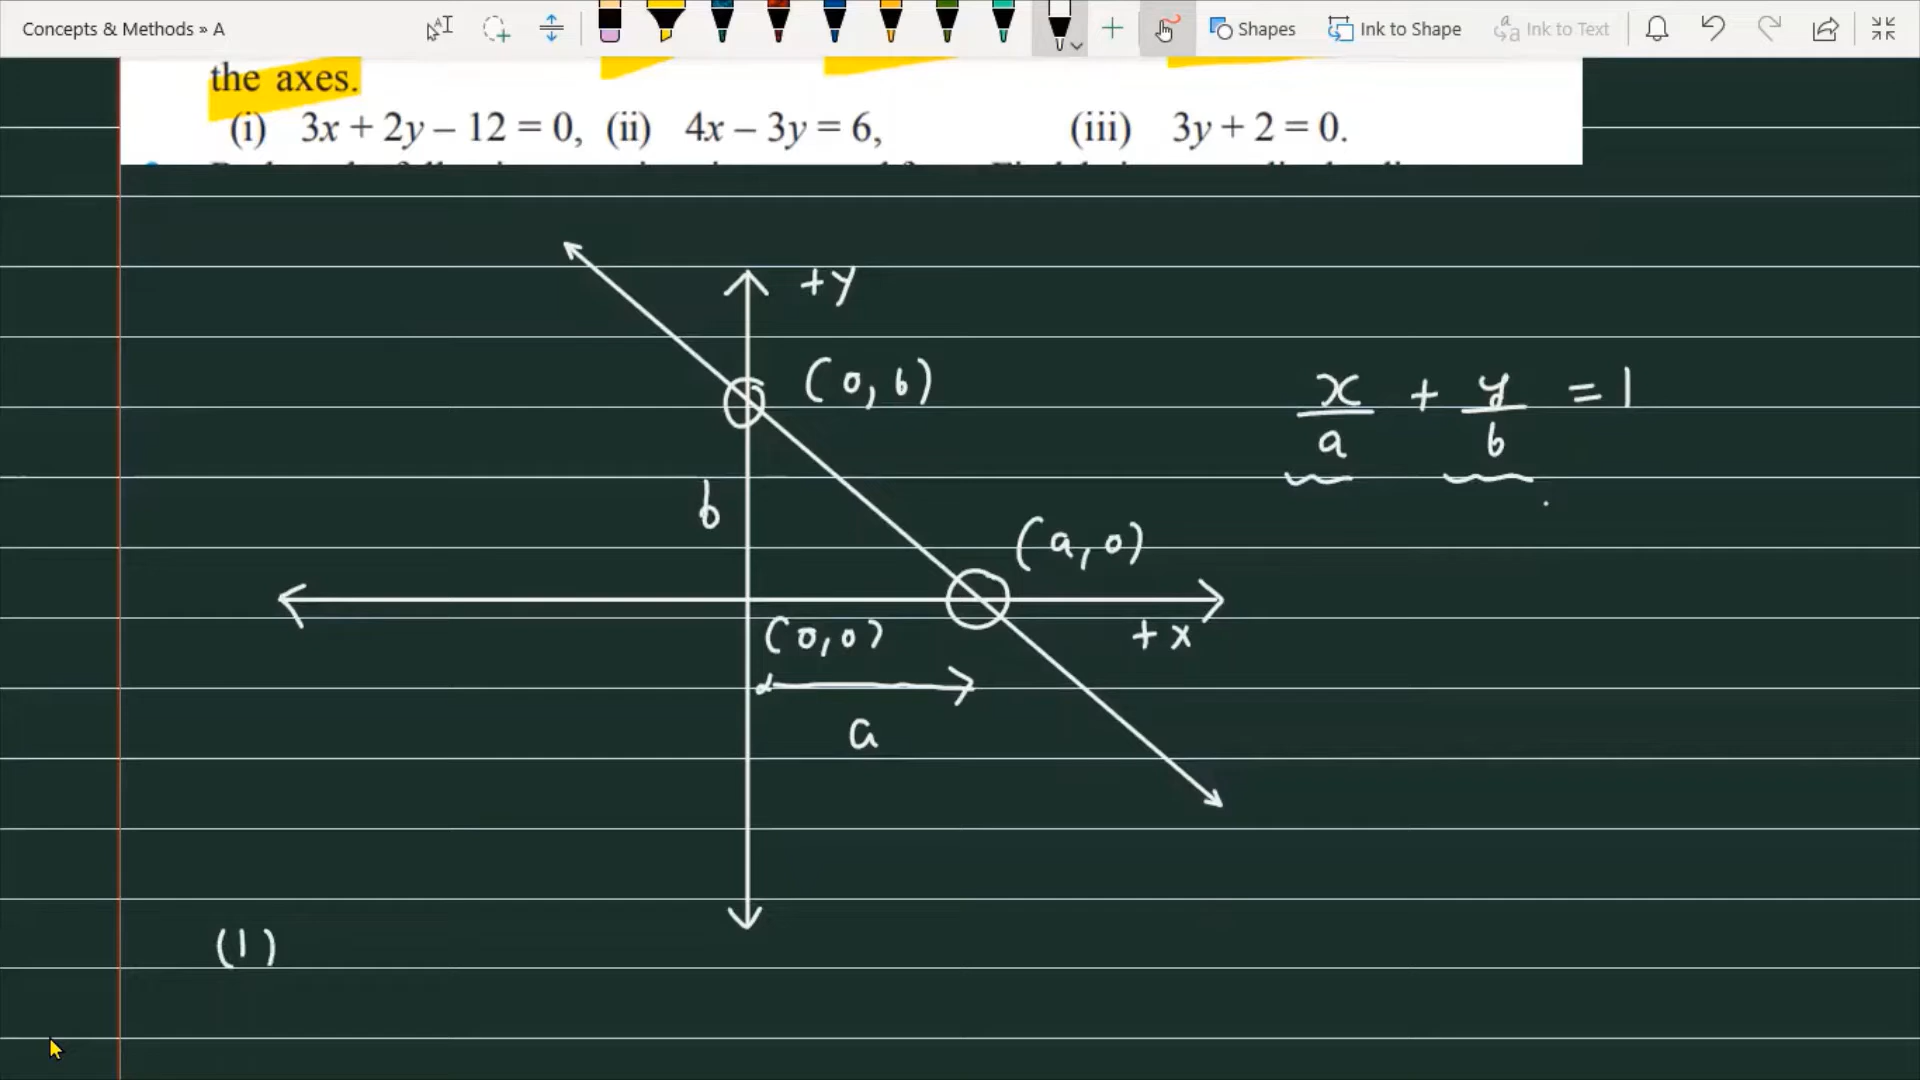 Concepts & Methods » A
Shapes
Ink to Shape
Ink to Text
the axes.
(i) 3x + 2y – 12 = 0, (ii) 4x – 3y = 6, (iii) 3y + 2 = 0.
+y
(0, b)
x/a + y/b = 1
b
(a, 0)
(0, 0)
+ x
a
(1)